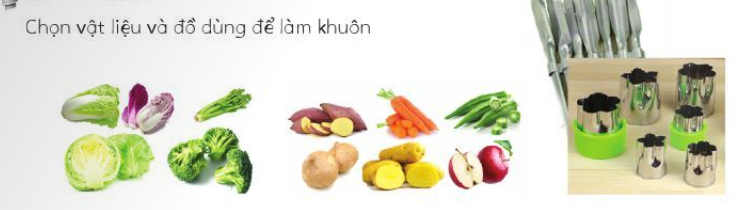 Chọn vật liệu và đồ dùng để làm khuôn